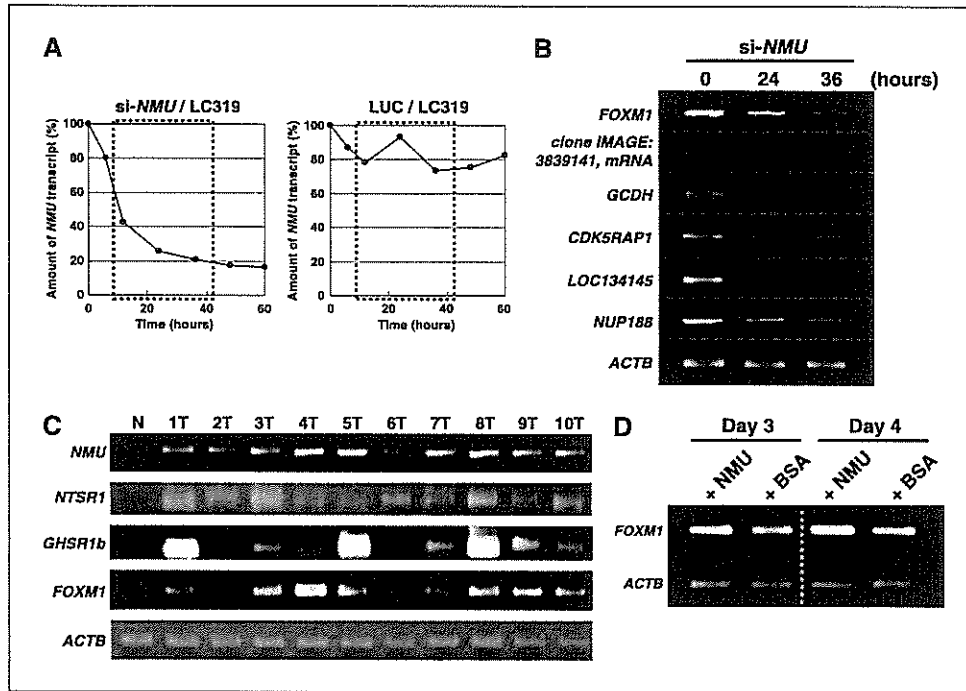 A
si-NMU / LC319
Amount of NMU transcript (%)
100
80
60
40
20
0
0 20 40 60
Time (hours)
LUC / LC319
Amount of NMU transcript (%)
100
80
60
40
20
0
0 20 40 60
Time (hours)
B
si-NMU
0 24 36 (hours)
FOXM1
clone IMAGE:
3839141, mRNA
GCDH
CDK5RAP1
LOC134145
NUP188
ACTB
C
N 1T 2T 3T 4T 5T 6T 7T 8T 9T 10T
NMU
NTSR1
GHSR1b
FOXM1
ACTB
D
Day 3 Day 4
+ NMU + BSA + NMU + BSA
FOXM1
ACTB